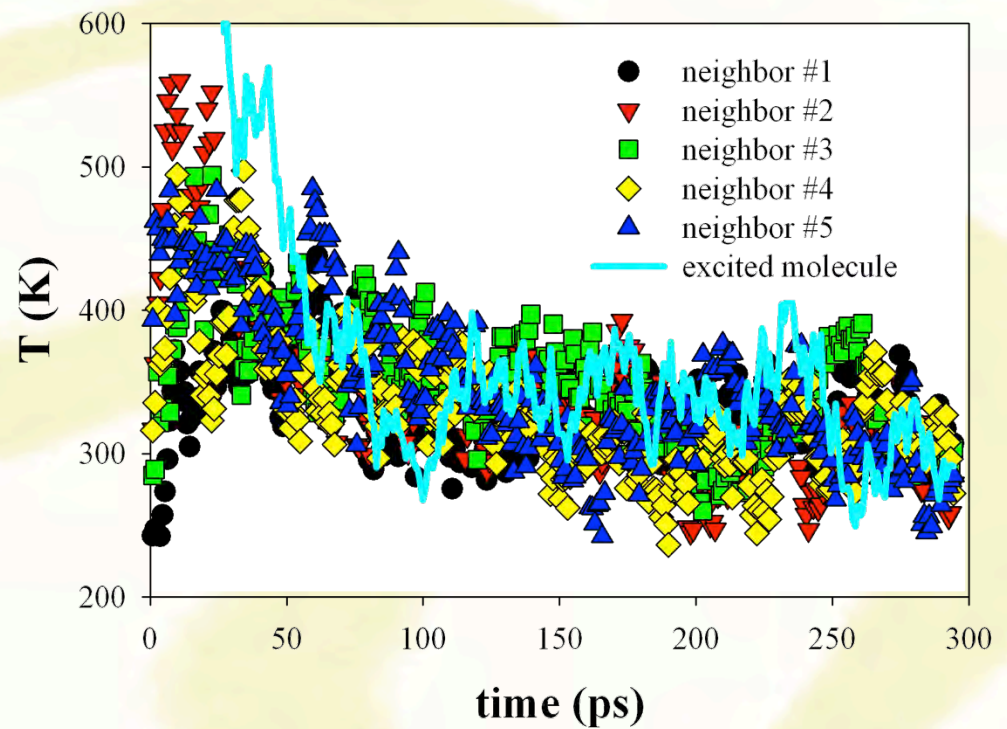 600
500
400
300
200
T (K)
neighbor #1
neighbor #2
neighbor #3
neighbor #4
neighbor #5
excited molecule
0 50 100 150 200 250 300
time (ps)